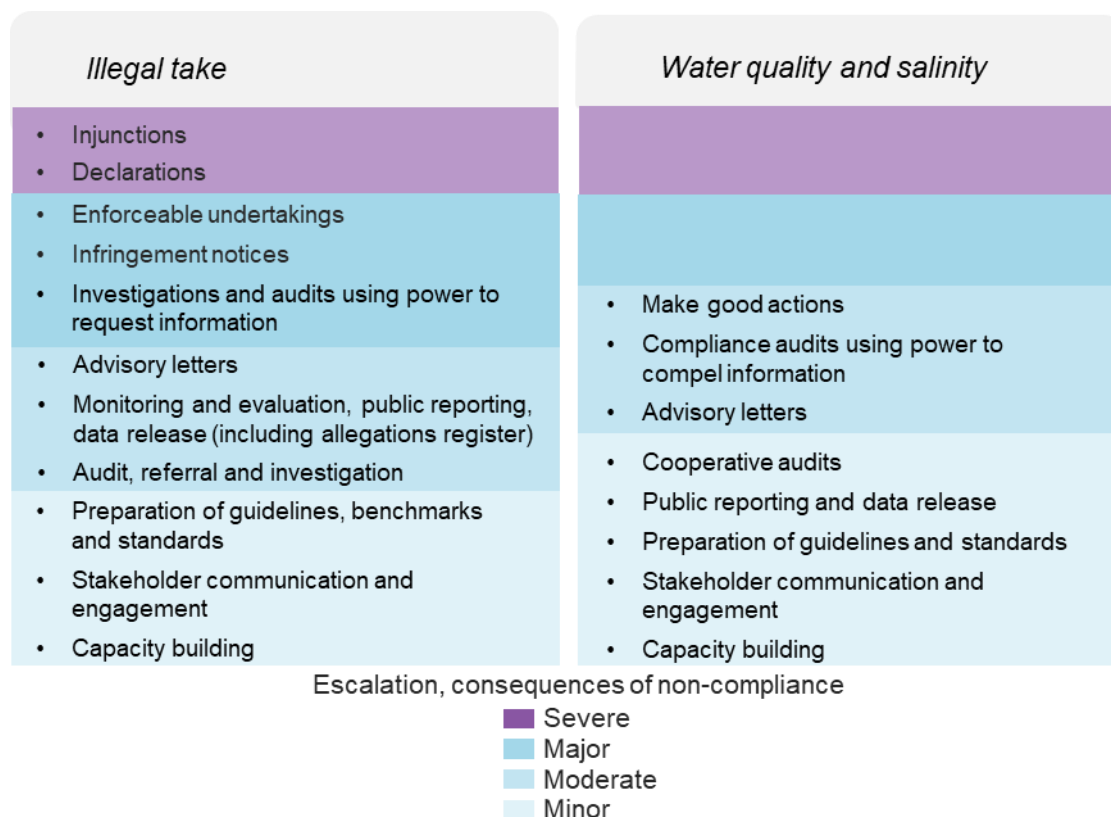 Illegal take
• Injunctions
• Declarations
• Enforceable undertakings
• Infringement notices
• Investigations and audits using power to
request information
• Advisory letters
• Monitoring and evaluation, public reporting,
data release (including allegations register)
• Audit, referral and investigation
• Preparation of guidelines, benchmarks
and standards
• Stakeholder communication and
engagement
• Capacity building
Water quality and salinity
• Make good actions
• Compliance audits using power to
compel information
• Advisory letters
• Cooperative audits
• Public reporting and data release
• Preparation of guidelines and standards
• Stakeholder communication and
engagement
• Capacity building
Escalation, consequences of non-compliance
Severe
Major
Moderate
Minor